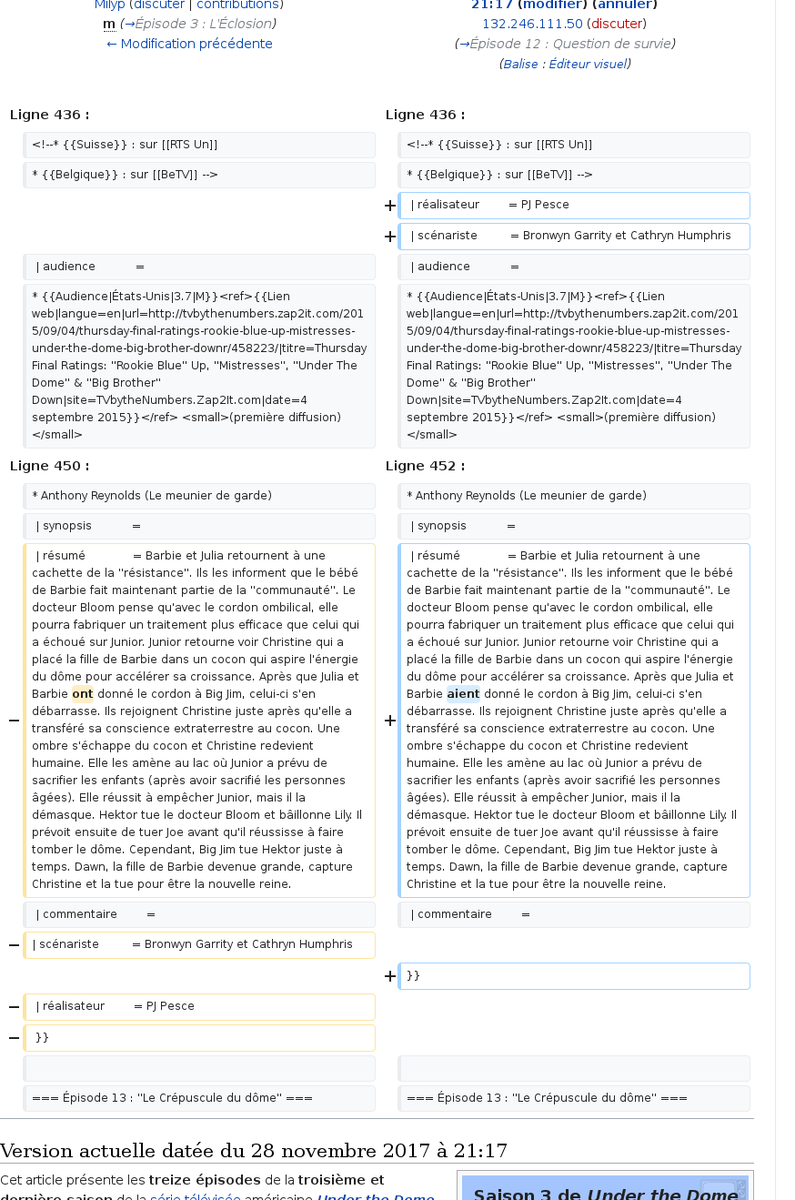 Milyp (discuter | contributions)
m (→Épisode 3 : L'Éclosion)
← Modification précédente
21:17 (modifier) (annuler)
132.246.111.50 (discuter)
(→Épisode 12 : Question de survie)
(Balise : Éditeur visuel)
Ligne 436 :
Ligne 436 :
<!--* {{Suisse}} : sur [[RTS Un]]
<!--* {{Suisse}} : sur [[RTS Un]]
* {{Belgique}} : sur [[BeTV]] -->
* {{Belgique}} : sur [[BeTV]] -->
+ | réalisateur = PJ Pesce
+ | scénariste = Bronwyn Garrity et Cathryn Humphris
| audience =
| audience =
* {{Audience|États-Unis|3.7|M}}<ref>{{Lien
web|langue=en|url=http://tvbythenumbers.zap2it.com/201
5/09/04/thursday-final-ratings-rookie-blue-up-mistresses-
under-the-dome-big-brother-downr/458223/|titre=Thursday
Final Ratings: "Rookie Blue" Up, "Mistresses", "Under The
Dome" & "Big Brother"
Down|site=TVbytheNumbers.Zap2It.com|date=4
septembre 2015}}</ref> <small>(première diffusion)
</small>
* {{Audience|États-Unis|3.7|M}}<ref>{{Lien
web|langue=en|url=http://tvbythenumbers.zap2it.com/201
5/09/04/thursday-final-ratings-rookie-blue-up-mistresses-
under-the-dome-big-brother-downr/458223/|titre=Thursday
Final Ratings: "Rookie Blue" Up, "Mistresses", "Under The
Dome" & "Big Brother"
Down|site=TVbytheNumbers.Zap2It.com|date=4
septembre 2015}}</ref> <small>(première diffusion)
</small>
Ligne 450 :
Ligne 452 :
* Anthony Reynolds (Le meunier de garde)
* Anthony Reynolds (Le meunier de garde)
| synopsis =
| synopsis =
− | résumé = Barbie et Julia retournent à une
cachette de la "résistance". Ils les informent que le bébé
de Barbie fait maintenant partie de la "communauté". Le
docteur Bloom pense qu'avec le cordon ombilical, elle
pourra fabriquer un traitement plus efficace que celui qui
a échoué sur Junior. Junior retourne voir Christine qui a
placé la fille de Barbie dans un cocon qui aspire l'énergie
du dôme pour accélérer sa croissance. Après que Julia et
Barbie ont donné le cordon à Big Jim, celui-ci s'en
débarrasse. Ils rejoignent Christine juste après qu'elle a
transféré sa conscience extraterrestre au cocon. Une
ombre s'échappe du cocon et Christine redevient
humaine. Elle les amène au lac où Junior a prévu de
sacrifier les enfants (après avoir sacrifié les personnes
âgées). Elle réussit à empêcher Junior, mais il la
démasque. Hektor tue le docteur Bloom et bâillonne Lily. Il
prévoit ensuite de tuer Joe avant qu'il réussisse à faire
tomber le dôme. Cependant, Big Jim tue Hektor juste à
temps. Dawn, la fille de Barbie devenue grande, capture
Christine et la tue pour être la nouvelle reine.
+ | résumé = Barbie et Julia retournent à une
cachette de la "résistance". Ils les informent que le bébé
de Barbie fait maintenant partie de la "communauté". Le
docteur Bloom pense qu'avec le cordon ombilical, elle
pourra fabriquer un traitement plus efficace que celui qui
a échoué sur Junior. Junior retourne voir Christine qui a
placé la fille de Barbie dans un cocon qui aspire l'énergie
du dôme pour accélérer sa croissance. Après que Julia et
Barbie aient donné le cordon à Big Jim, celui-ci s'en
débarrasse. Ils rejoignent Christine juste après qu'elle a
transféré sa conscience extraterrestre au cocon. Une
ombre s'échappe du cocon et Christine redevient
humaine. Elle les amène au lac où Junior a prévu de
sacrifier les enfants (après avoir sacrifié les personnes
âgées). Elle réussit à empêcher Junior, mais il la
démasque. Hektor tue le docteur Bloom et bâillonne Lily. Il
prévoit ensuite de tuer Joe avant qu'il réussisse à faire
tomber le dôme. Cependant, Big Jim tue Hektor juste à
temps. Dawn, la fille de Barbie devenue grande, capture
Christine et la tue pour être la nouvelle reine.
| commentaire =
| commentaire =
− | scénariste = Bronwyn Garrity et Cathryn Humphris
+ }}
− | réalisateur = PJ Pesce
− }}
=== Épisode 13 : "Le Crépuscule du dôme" ===
=== Épisode 13 : "Le Crépuscule du dôme" ===
Version actuelle datée du 28 novembre 2017 à 21:17
Cet article présente les treize épisodes de la troisième et
dernière saison de la série télévisée américaine Under the Dome.
Saison 3 de Under the Dome